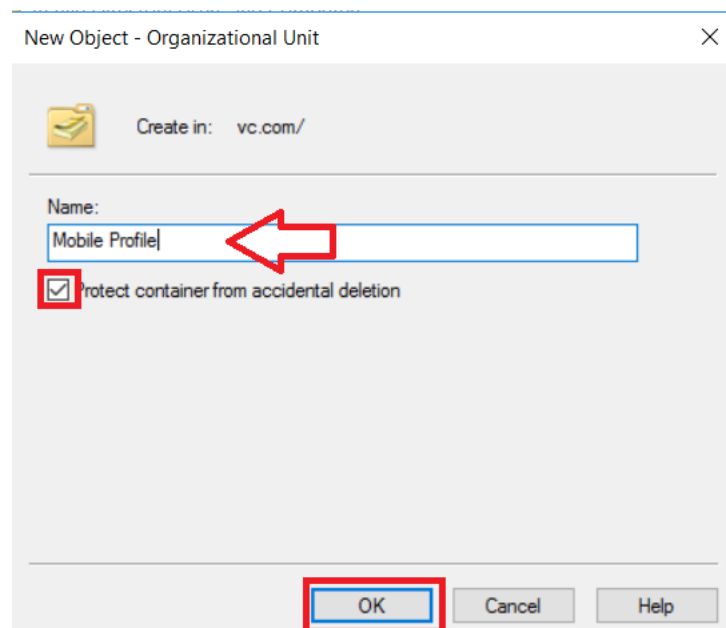 New Object - Organizational Unit
Create in: vc.com/
Name:
Mobile Profile
Protect container from accidental deletion
OK Cancel Help